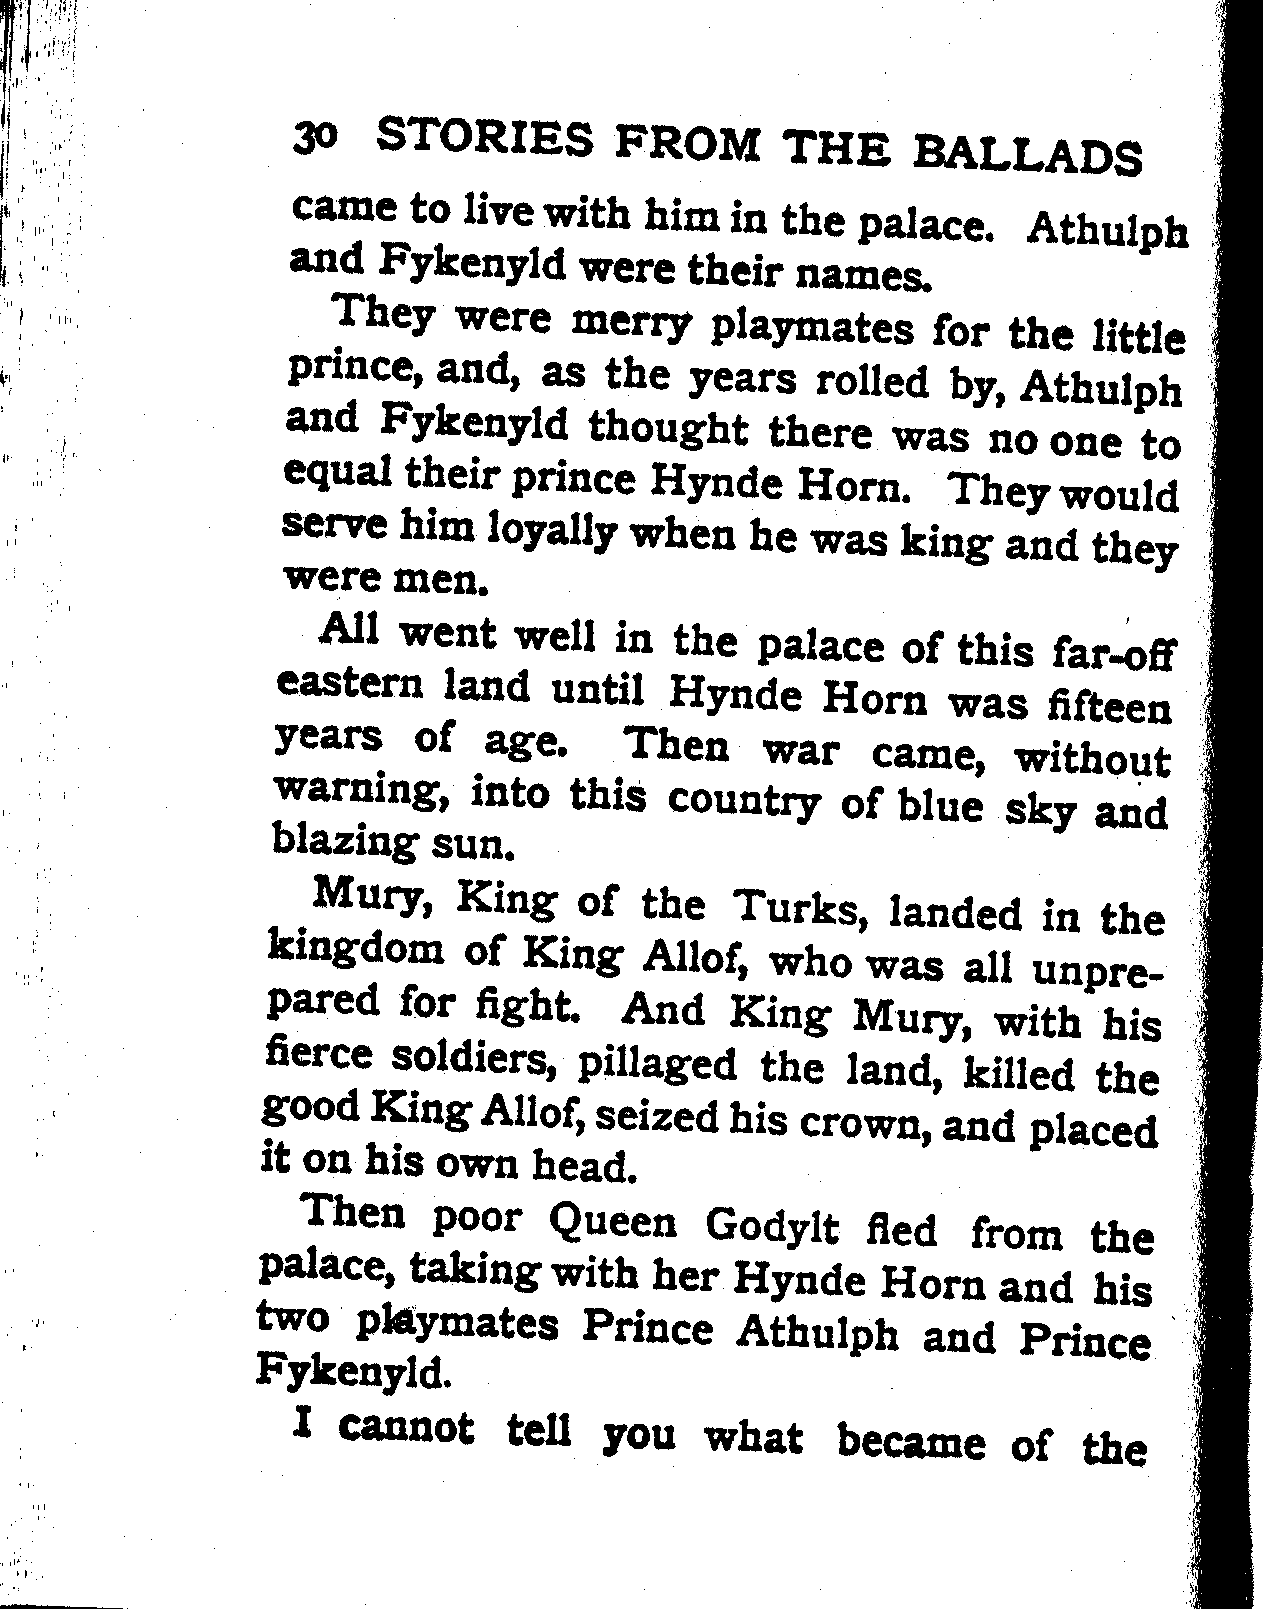 30 STORIES FROM THE BALLADS
came to live with him in the palace. Athulph
and Fykenyld were their names.
They were merry playmates for the little
prince, and, as the years rolled by, Athulph
and Fykenyld thought there was no one to
equal their prince Hynde Horn. They would
serve him loyally when he was king and they
were men.
All went well in the palace of this far-off
eastern land until Hynde Horn was fifteen
years of age. Then war came, without
warning, into this country of blue sky and
blazing sun.
Mury, King of the Turks, landed in the
kingdom of King Allof, who was all unpre-
pared for fight. And King Mury, with his
fierce soldiers, pillaged the land, killed the
good King Allof, seized his crown, and placed
it on his own head.
Then poor Queen Godylt fled from the
palace, taking with her Hynde Horn and his
two playmates Prince Athulph and Prince
Fykenyld.
I cannot tell you what became of the